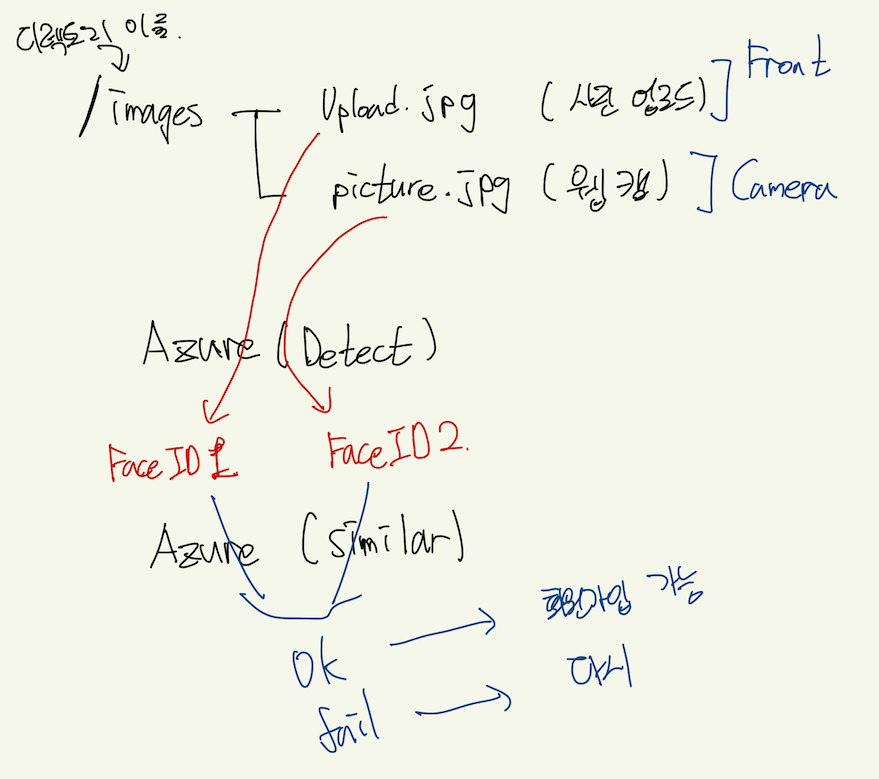 디렉토리 이름.
/images
Upload.jpg (사진 업로드) Front
picture.jpg (웹캠) Camera
Azure (Detect)
FaceID 1 FaceID 2.
Azure (similar)
Ok 회원가입 가능
fail 다시